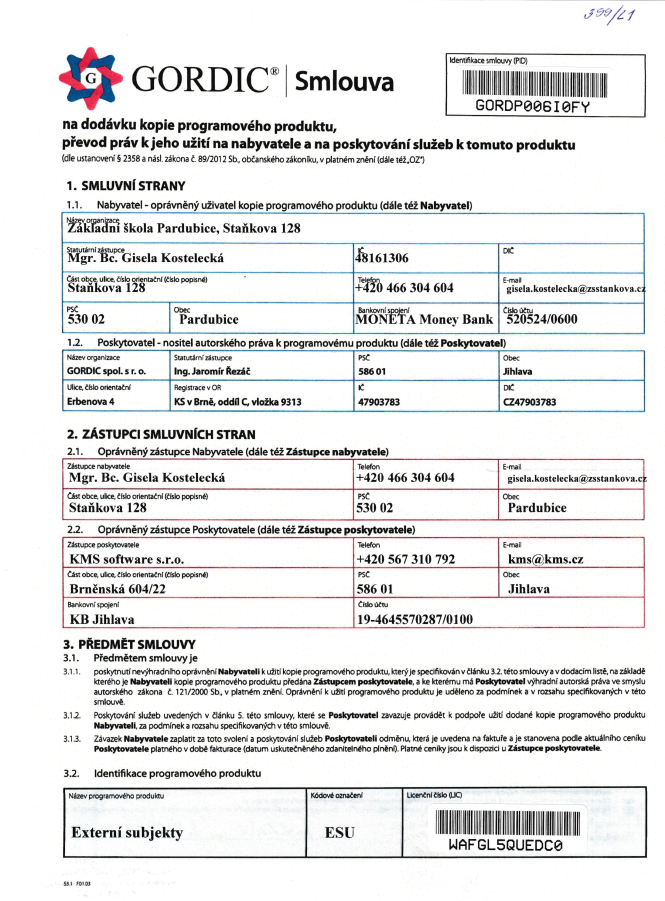 399/21
GORDIC® Smlouva
Identifikace smlouvy (PID)
GORDP006I0FY
na dodávku kopie programového produktu,
převod práv k jeho užití na nabyvatele a na poskytování služeb k tomuto produktu
(dle ustanovení § 2358 a násl. zákona č. 89/2012 Sb., občanského zákoníku, v platném znění (dále též „OZ")
1. SMLUVNÍ STRANY
1.1. Nabyvatel - oprávněný uživatel kopie programového produktu (dále též Nabyvatel)
Název organizace
Základní škola Pardubice, Staňkova 128
Statutární zástupce IČ DIČ
Mgr. Bc. Gisela Kostelecká 48161306
Část obce, ulice, číslo orientační (číslo popisné) Telefon E-mail
Staňkova 128 +420 466 304 604 gisela.kostelecka@zsstankova.cz
PSČ Obec Bankovní spojení Číslo účtu
530 02 Pardubice MONETA Money Bank 520524/0600
1.2. Poskytovatel - nositel autorského práva k programovému produktu (dále též Poskytovatel)
Název organizace Statutární zástupce PSČ Obec
GORDIC spol. s r. o. Ing. Jaromír Řezáč 586 01 Jihlava
Ulice, číslo orientační Registrace v OR IČ DIČ
Erbenova 4 KS v Brně, oddíl C, vložka 9313 47903783 CZ47903783
2. ZÁSTUPCI SMLUVNÍCH STRAN
2.1. Oprávněný zástupce Nabyvatele (dále též Zástupce nabyvatele)
Zástupce nabyvatele Telefon E-mail
Mgr. Bc. Gisela Kostelecká +420 466 304 604 gisela.kostelecka@zsstankova.cz
Část obce, ulice, číslo orientační (číslo popisné) PSČ Obec
Staňkova 128 530 02 Pardubice
2.2. Oprávněný zástupce Poskytovatele (dále též Zástupce poskytovatele)
Zástupce poskytovatele Telefon E-mail
KMS software s.r.o. +420 567 310 792 kms@kms.cz
Část obce, ulice, číslo orientační (číslo popisné) PSČ Obec
Brněnská 604/22 586 01 Jihlava
Bankovní spojení Číslo účtu
KB Jihlava 19-4645570287/0100
3. PŘEDMĚT SMLOUVY
3.1. Předmětem smlouvy je
3.1.1. poskytnutí nevýhradního oprávnění Nabyvateli k užití kopie programového produktu, který je specifikován v článku 3.2. této smlouvy a v dodacím listě, na základě
kterého je Nabyvateli kopie programového produktu předána Zástupcem poskytovatele, a ke kterému má Poskytovatel výhradní autorská práva ve smyslu
autorského zákona č. 121/2000 Sb., v platném znění. Oprávnění k užití programového produktu je uděleno za podmínek a v rozsahu specifikovaných v této
smlouvě.
3.1.2. Poskytování služeb uvedených v článku 5. této smlouvy, které se Poskytovatel zavazuje provádět k podpoře užití dodané kopie programového produktu
Nabyvateli, za podmínek a v rozsahu specifikovaných v této smlouvě.
3.1.3. Závazek Nabyvatele zaplatit za toto svolení a poskytování služeb Poskytovateli odměnu, která je uvedena na faktuře a je stanovena podle aktuálního ceníku
Poskytovatele platného v době fakturace (datum uskutečněného zdanitelného plnění). Platné ceníky jsou k dispozici u Zástupce poskytovatele.
3.2. Identifikace programového produktu
Název programového produktu Kódové označení Licenční číslo (LIC)
Externí subjekty ESU
WAFGL5QUEDC0
S3.1 F01.03